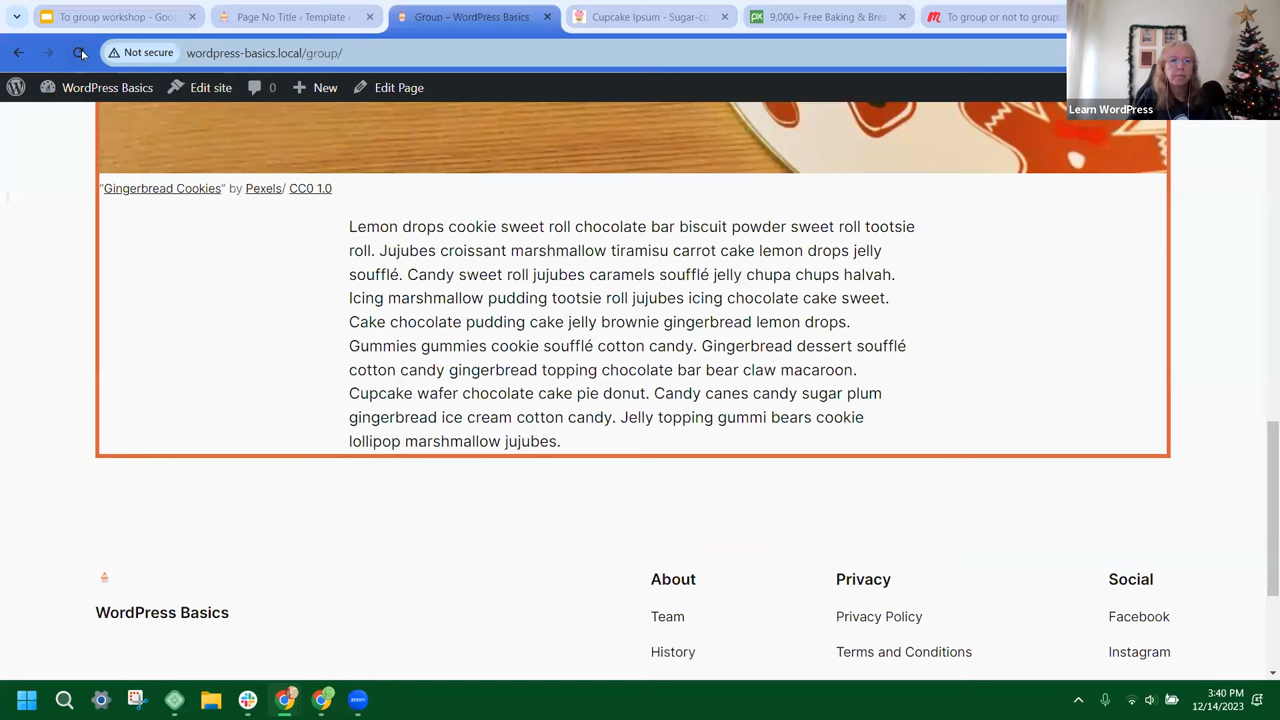 To group workshop - Goo
Page No Title ‹ Template ‹
Group – WordPress Basics
Cupcake Ipsum - Sugar-co
9,000+ Free Baking & Brea
To group or not to group:
Not secure
wordpress-basics.local/group/
WordPress Basics
Edit site
0
New
Edit Page
Learn WordPress
“Gingerbread Cookies” by Pexels/ CC0 1.0
Lemon drops cookie sweet roll chocolate bar biscuit powder sweet roll tootsie
roll. Jujubes croissant marshmallow tiramisu carrot cake lemon drops jelly
soufflé. Candy sweet roll jujubes caramels soufflé jelly chupa chups halvah.
Icing marshmallow pudding tootsie roll jujubes icing chocolate cake sweet.
Cake chocolate pudding cake jelly brownie gingerbread lemon drops.
Gummies gummies cookie soufflé cotton candy. Gingerbread dessert soufflé
cotton candy gingerbread topping chocolate bar bear claw macaroon.
Cupcake wafer chocolate cake pie donut. Candy canes candy sugar plum
gingerbread ice cream cotton candy. Jelly topping gummi bears cookie
lollipop marshmallow jujubes.
WordPress Basics
About
Team
History
Privacy
Privacy Policy
Terms and Conditions
Social
Facebook
Instagram
zoom
3:40 PM
12/14/2023